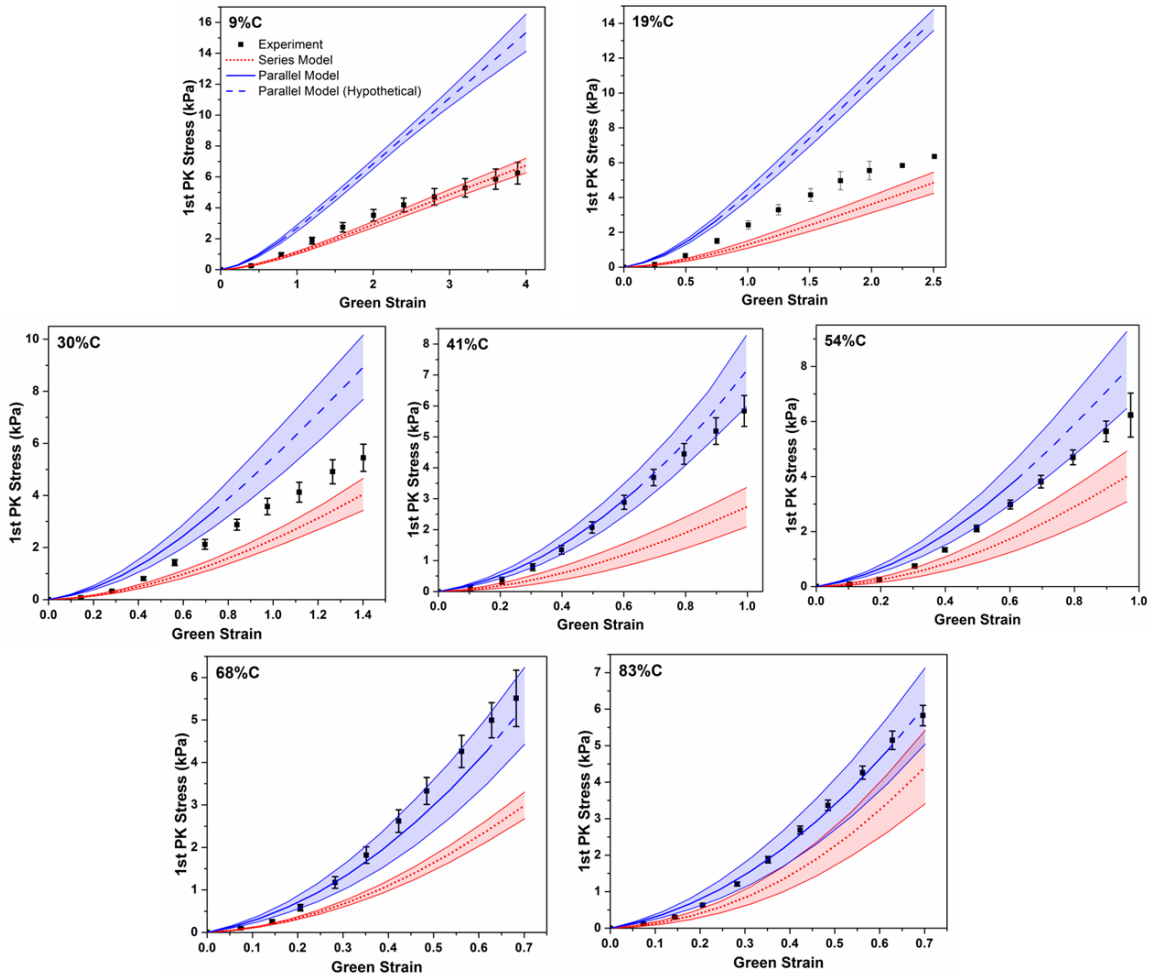 9%C
Experiment
Series Model
Parallel Model
Parallel Model (Hypothetical)
1st PK Stress (kPa)
16
14
12
10
8
6
4
2
0
0 1 2 3 4
Green Strain
19%C
1st PK Stress (kPa)
14
12
10
8
6
4
2
0
0.0 0.5 1.0 1.5 2.0 2.5
Green Strain
30%C
1st PK Stress (kPa)
10
8
6
4
2
0
0.0 0.2 0.4 0.6 0.8 1.0 1.2 1.4
Green Strain
41%C
1st PK Stress (kPa)
8
7
6
5
4
3
2
1
0
0.0 0.2 0.4 0.6 0.8 1.0
Green Strain
54%C
1st PK Stress (kPa)
8
6
4
2
0
0.0 0.2 0.4 0.6 0.8 1.0
Green Strain
68%C
1st PK Stress (kPa)
6
5
4
3
2
1
0
0.0 0.1 0.2 0.3 0.4 0.5 0.6 0.7
Green Strain
83%C
1st PK Stress (kPa)
7
6
5
4
3
2
1
0
0.0 0.1 0.2 0.3 0.4 0.5 0.6 0.7
Green Strain